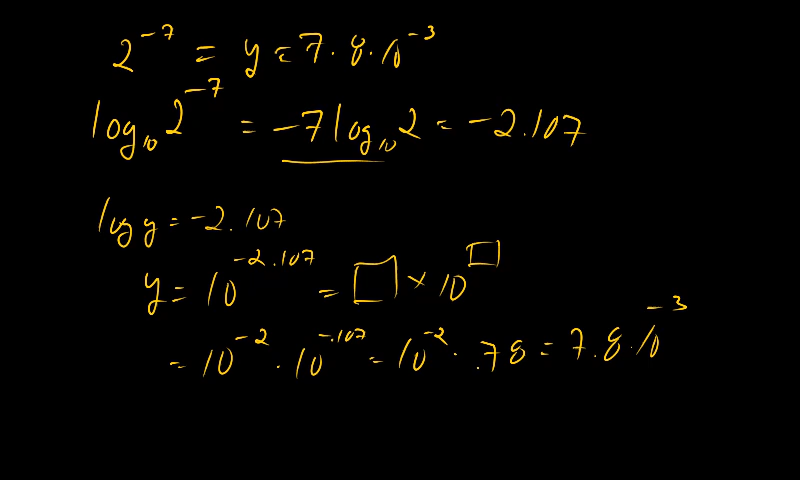 2⁻⁷ = y = 7.8·10⁻³
log₁₀ 2⁻⁷ = -7 log₁₀ 2 = -2.107
log y = -2.107
y = 10^-2.107 = □ × 10^□
= 10⁻² · 10^-.107 = 10⁻² · .78 = 7.8·10⁻³